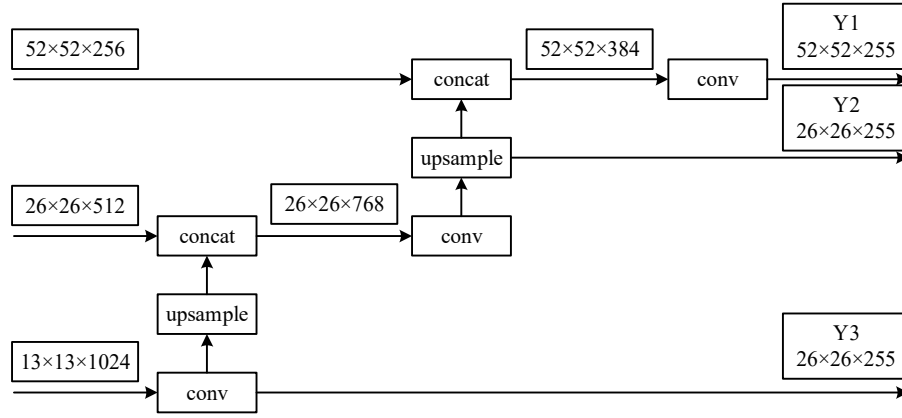 52×52×256
52×52×384
Y1
52×52×255
concat
conv
Y2
26×26×255
upsample
26×26×512
26×26×768
concat
conv
upsample
Y3
26×26×255
13×13×1024
conv